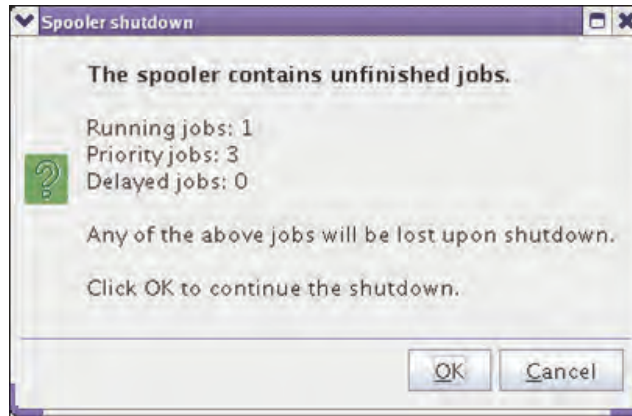 Spooler shutdown
The spooler contains unfinished jobs.
Running jobs: 1
Priority jobs: 3
Delayed jobs: 0
Any of the above jobs will be lost upon shutdown.
Click OK to continue the shutdown.
OK
Cancel